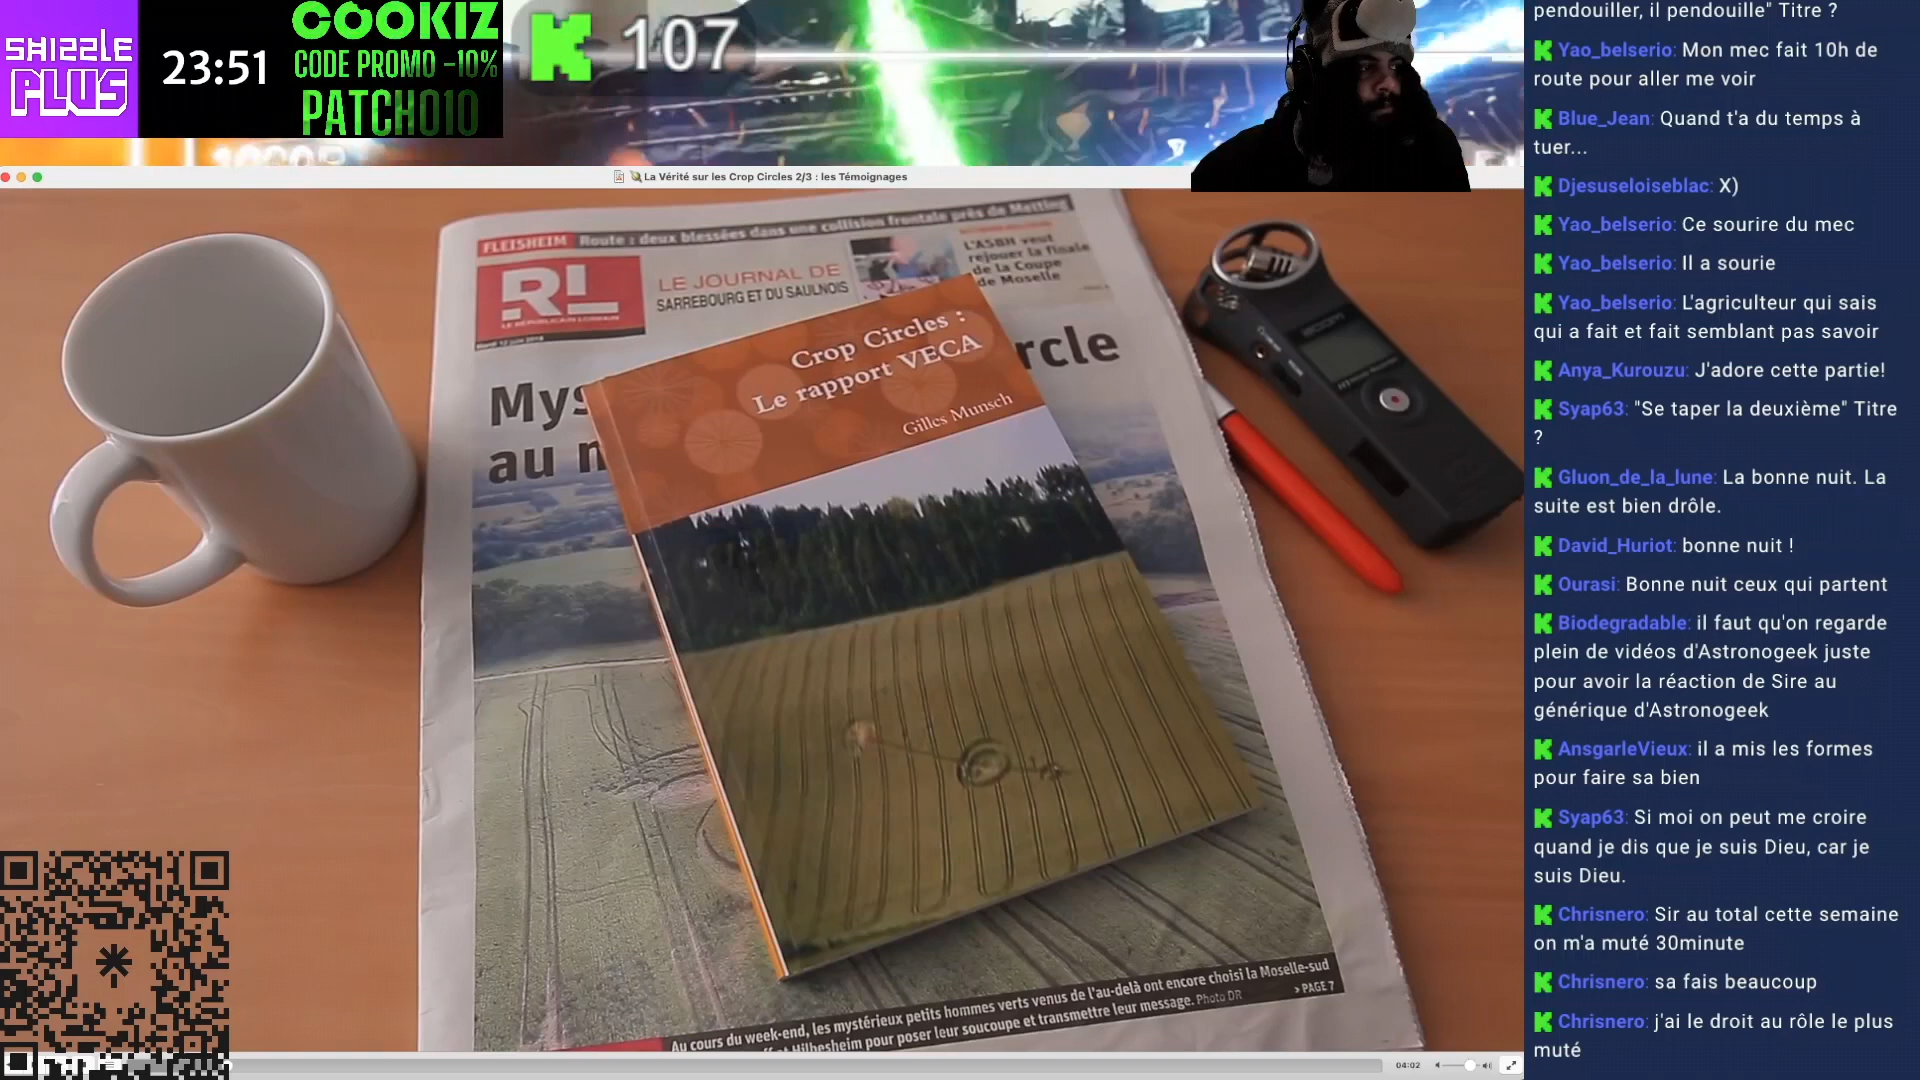 SHIZZLE
PLUS
23:51
COOKIZ
CODE PROMO -10%
PATCHO10
107
La Vérité sur les Crop Circles 2/3 : les Témoignages
FLEISHEIM Route : deux blessées dans une collision frontale près de Metting
RL
LE RÉPUBLICAIN LORRAIN
LE JOURNAL DE
SARREBOURG ET DU SAULNOIS
L'ASBH veut
rejouer la finale
de la Coupe
de Moselle
Mys
rcle
au m
Crop Circles :
Le rapport VECA
Gilles Munsch
ZOOM
Au cours du week-end, les mystérieux petits hommes verts venus de l'au-delà ont encore choisi la Moselle-sud
Hilbesheim pour poser leur soucoupe et transmettre leur message. Photo DR
> PAGE 7
04:02
pendouiller, il pendouille" Titre ?
Yao_belserio: Mon mec fait 10h de
route pour aller me voir
Blue_Jean: Quand t'a du temps à
tuer...
Djesuseloiseblac: X)
Yao_belserio: Ce sourire du mec
Yao_belserio: Il a sourie
Yao_belserio: L'agriculteur qui sais
qui a fait et fait semblant pas savoir
Anya_Kurouzu: J'adore cette partie!
Syap63: "Se taper la deuxième" Titre
?
Gluon_de_la_lune: La bonne nuit. La
suite est bien drôle.
David_Huriot: bonne nuit !
Ourasi: Bonne nuit ceux qui partent
Biodegradable: il faut qu'on regarde
plein de vidéos d'Astronogeek juste
pour avoir la réaction de Sire au
générique d'Astronogeek
AnsgarleVieux: il a mis les formes
pour faire sa bien
Syap63: Si moi on peut me croire
quand je dis que je suis Dieu, car je
suis Dieu.
Chrisnero: Sir au total cette semaine
on m'a muté 30minute
Chrisnero: sa fais beaucoup
Chrisnero: j'ai le droit au rôle le plus
muté